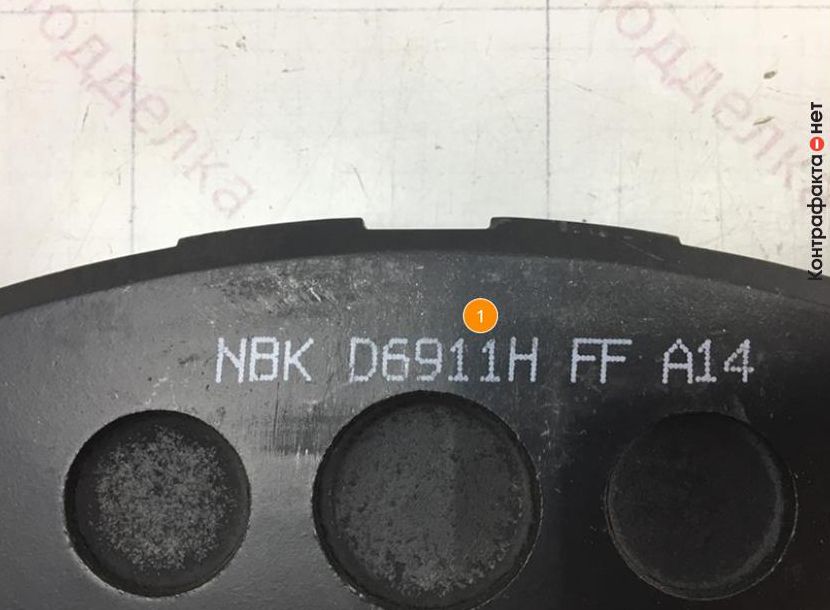 подделка
подделка
Контрафакта нет
1
NBK D6911H FF A14